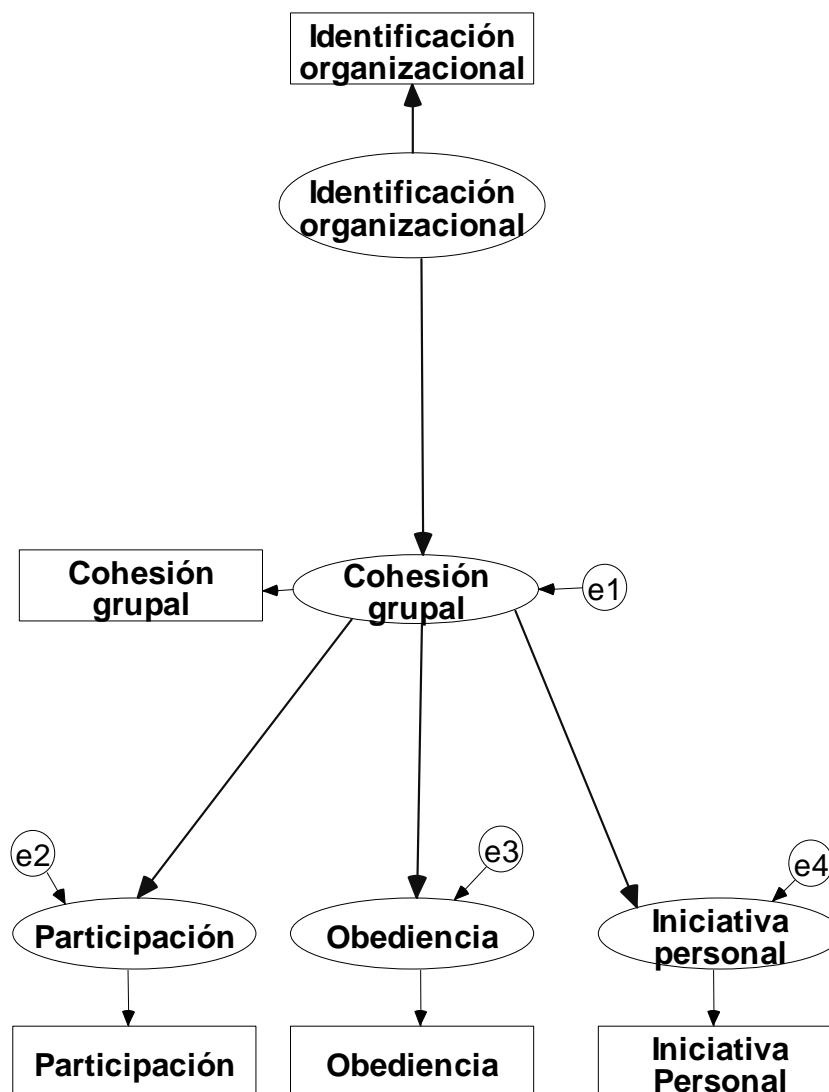 Identificación
organizacional
Identificación
organizacional
Cohesión
grupal
Cohesión
grupal
e1
e2
e3
e4
Participación
Obediencia
Iniciativa
personal
Participación
Obediencia
Iniciativa
Personal